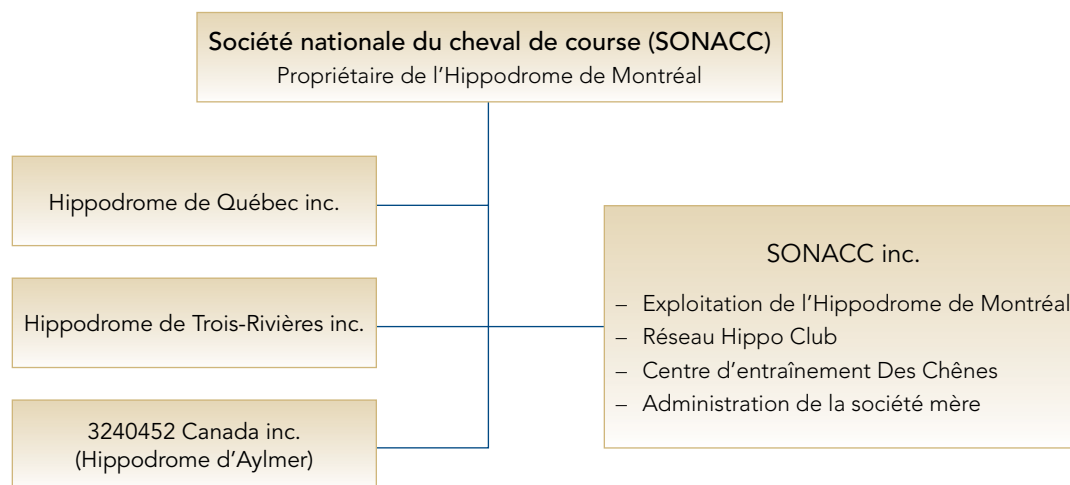 Société nationale du cheval de course (SONACC)
Propriétaire de l’Hippodrome de Montréal
Hippodrome de Québec inc.
Hippodrome de Trois-Rivières inc.
3240452 Canada inc.
(Hippodrome d’Aylmer)
SONACC inc.
– Exploitation de l’Hippodrome de Montréal
– Réseau Hippo Club
– Centre d’entraînement Des Chênes
– Administration de la société mère